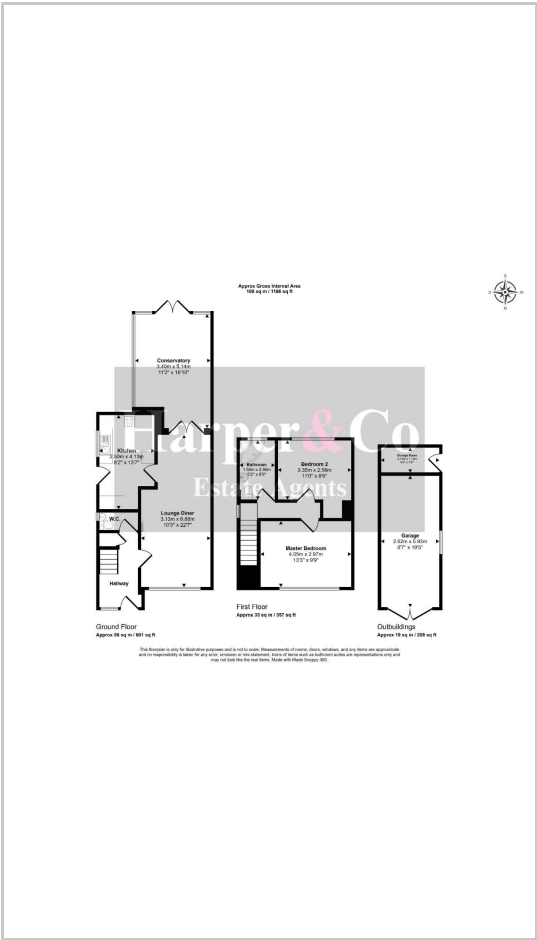 Approx Gross Internal Area
108 sq m / 1166 sq ft
S
W
N
Conservatory
3.40m x 5.14m
11'2" x 16'10"
Harper&Co
Estate Agents
Kitchen
2.50m x 4.13m
8'2" x 13'7"
Bathroom
Bedroom 2
3.35m x 2.58m
11'0" x 8'6"
Storage Room
W.C.
Lounge Diner
3.13m x 6.88m
10'3" x 22'7"
Garage
2.62m x 5.93m
8'7" x 19'5"
Master Bedroom
4.05m x 2.97m
13'3" x 9'9"
Hallway
Ground Floor
Approx 56 sq m / 601 sq ft
First Floor
Approx 33 sq m / 357 sq ft
Outbuildings
Approx 19 sq m / 208 sq ft
This floorplan is only for illustrative purposes and is not to scale. Measurements of rooms, doors, windows, and any items are approximate
and no responsibility is taken for any error, omission or mis-statement. Icons of items such as bathroom suites are representations only and
may not look like the real items. Made with Made Snappy 360.